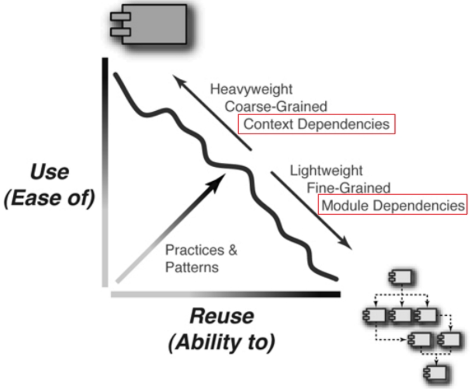 Heavyweight
Coarse-Grained
Context Dependencies
Lightweight
Fine-Grained
Module Dependencies
Use
(Ease of)
Practices &
Patterns
Reuse
(Ability to)